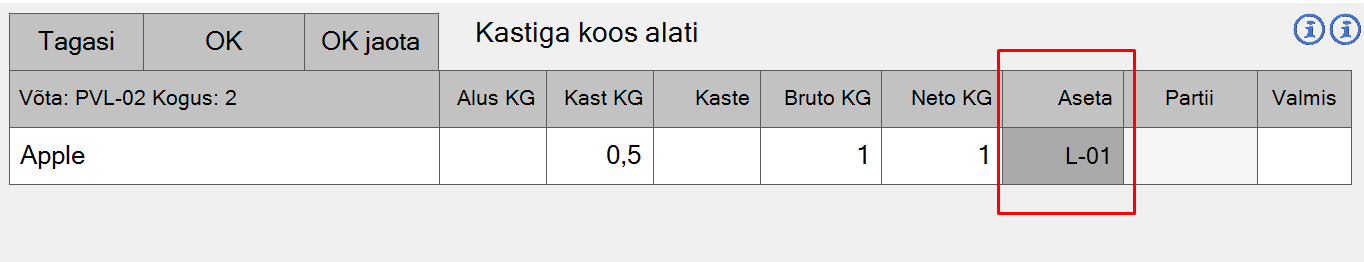 Tagasi OK OK jaota Kastiga koos alati
Võta: PVL-02 Kogus: 2 Alus KG Kast KG Kaste Bruto KG Neto KG Aseta Partii Valmis
Apple 0,5 1 1 L-01